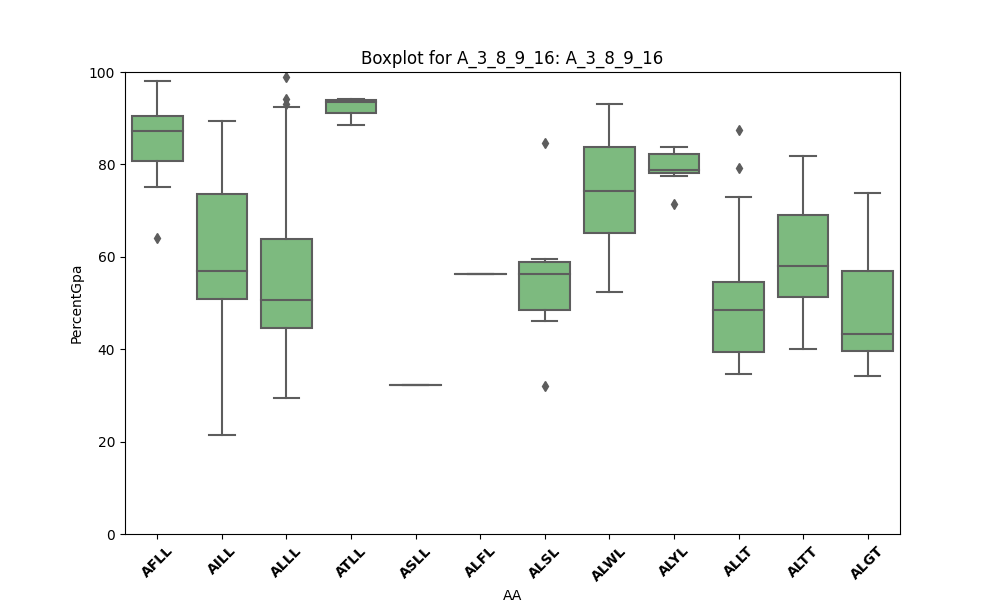 Boxplot for A_3_8_9_16: A_3_8_9_16
100
80
60
40
20
0
PercentGpa
AFLL AILL ALLL ATLL ASLL ALFL ALSL ALWL ALYL ALLT ALTT ALGT
AA